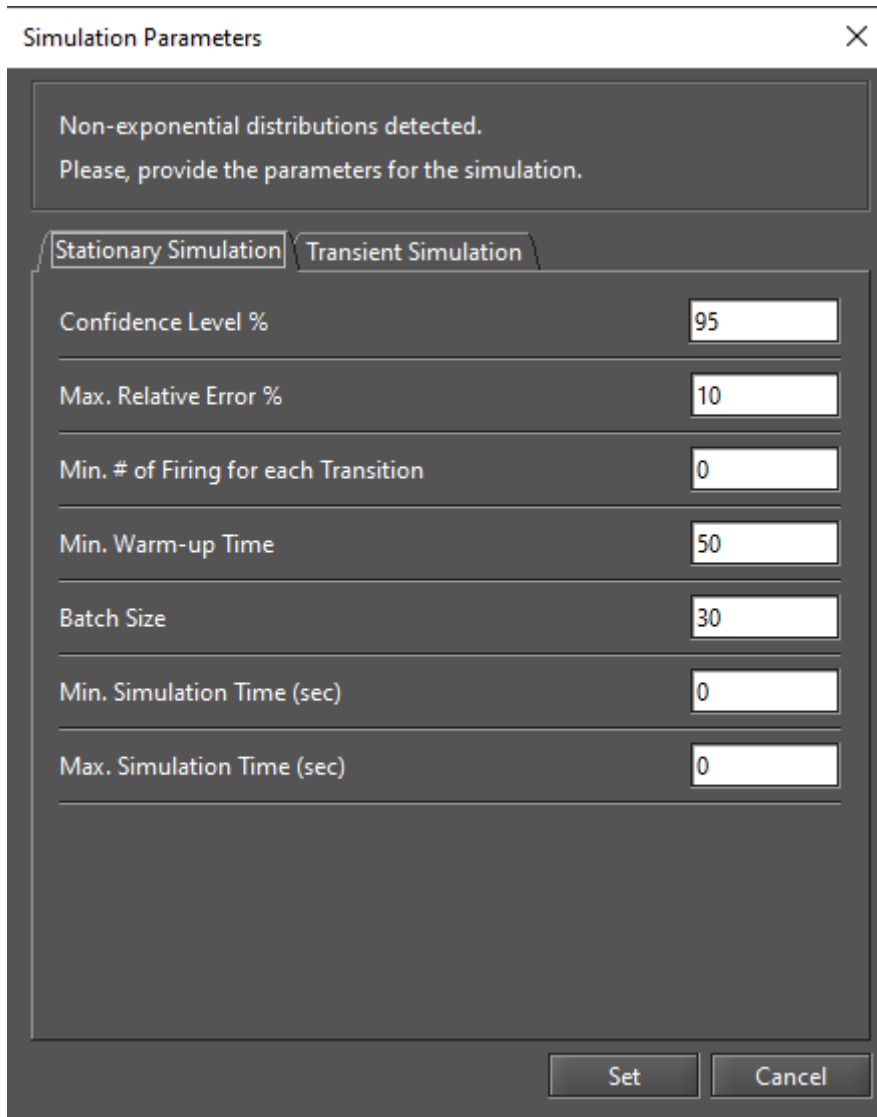 Simulation Parameters
Non-exponential distributions detected.
Please, provide the parameters for the simulation.
Stationary Simulation Transient Simulation
Confidence Level % 95
Max. Relative Error % 10
Min. # of Firing for each Transition 0
Min. Warm-up Time 50
Batch Size 30
Min. Simulation Time (sec) 0
Max. Simulation Time (sec) 0
Set Cancel